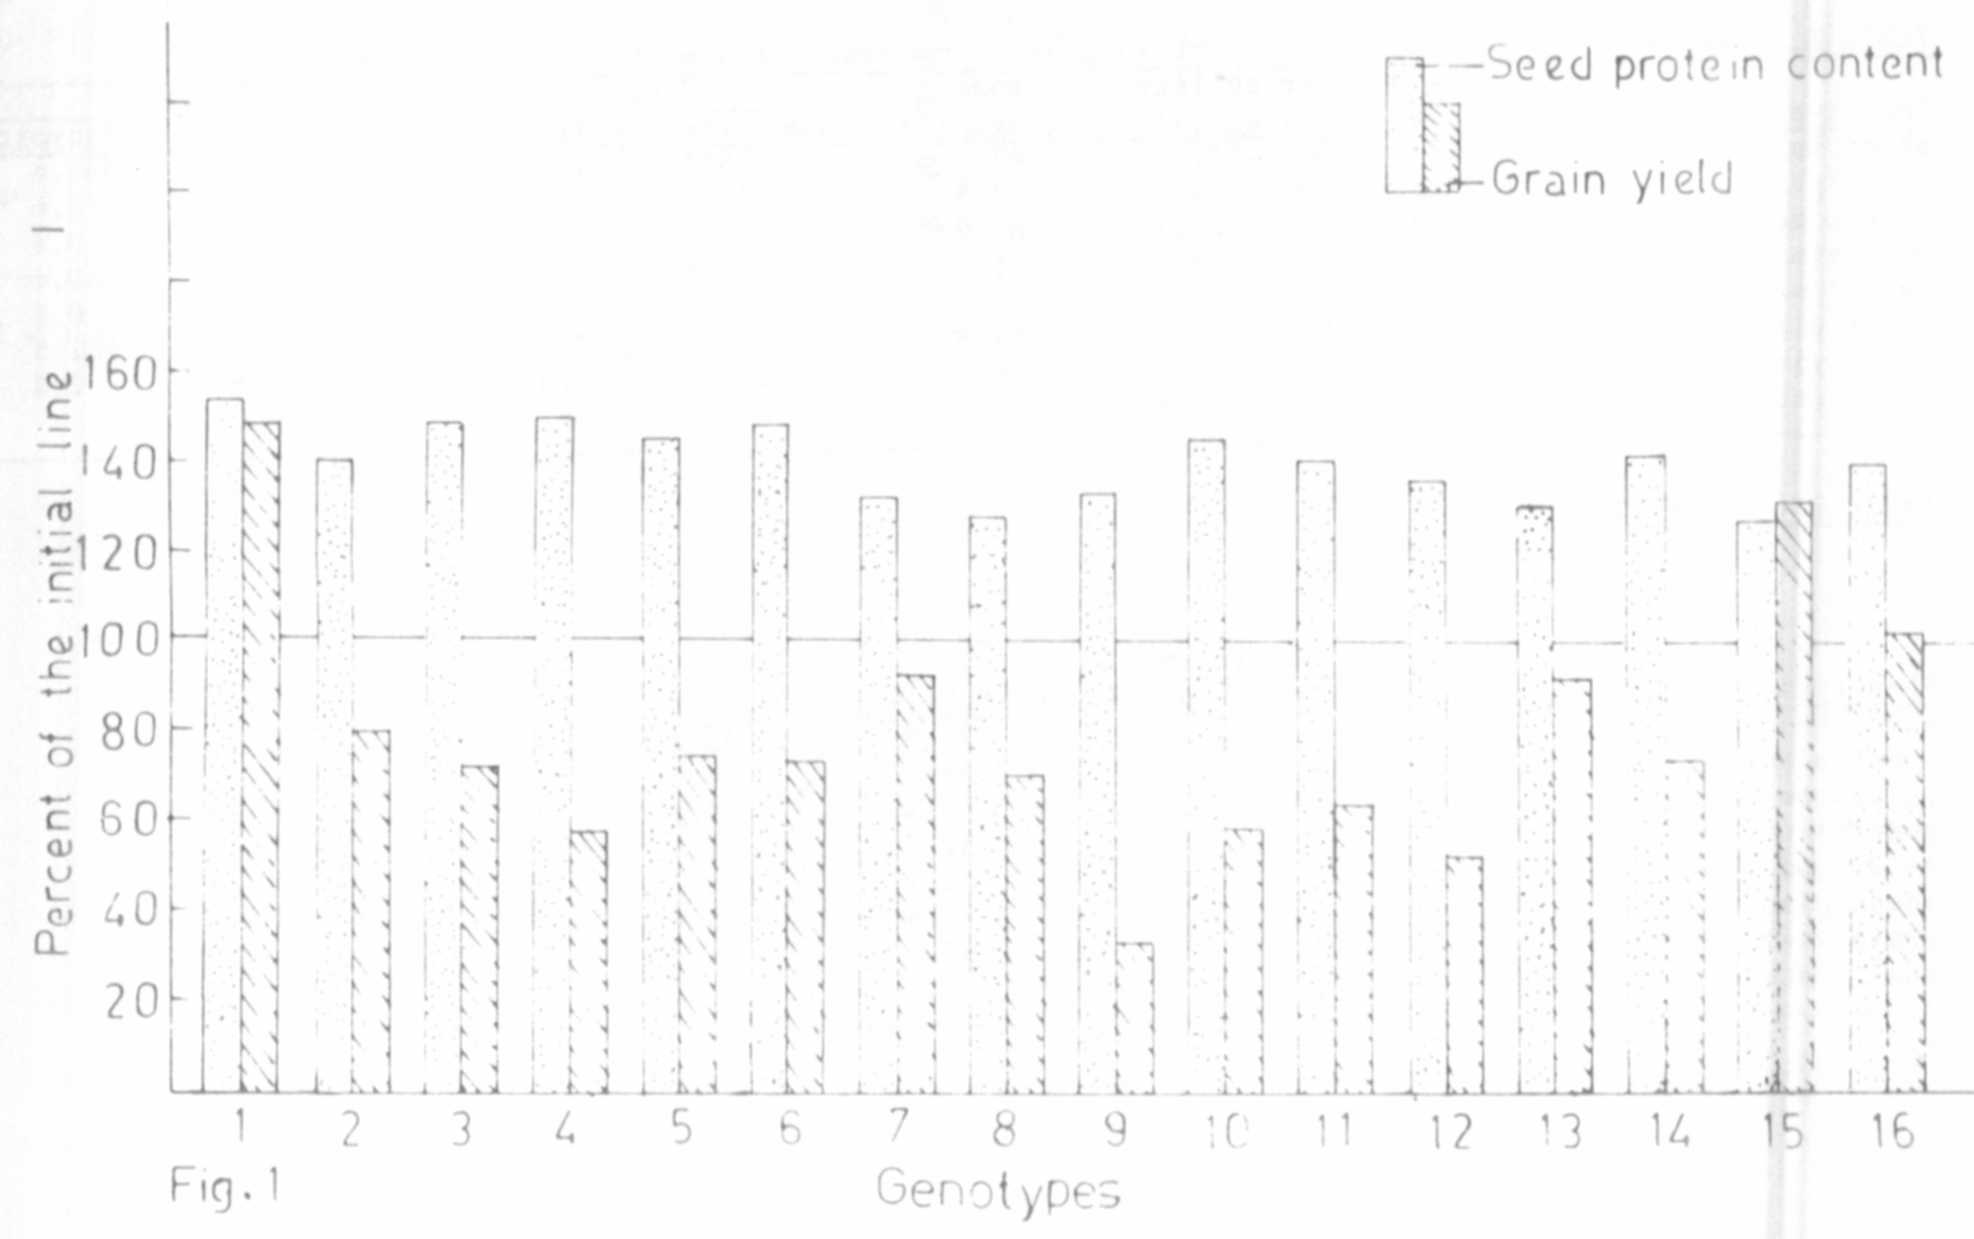 Seed protein content
Grain yield
Percent of the initial line
160
140
120
100
80
60
40
20
1 2 3 4 5 6 7 8 9 10 11 12 13 14 15 16
Genotypes
Fig.1